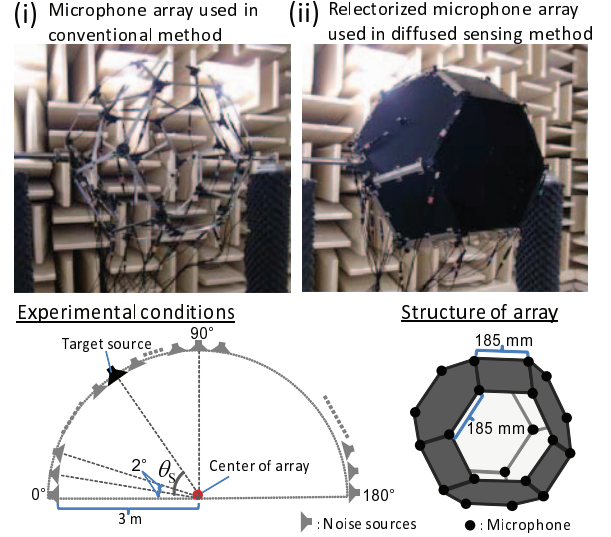 (i) Microphone array used in
conventional method
(ii) Relectorized microphone array
used in diffused sensing method
Experimental conditions
Target source
90°
2°
θS
Center of array
0°
180°
3 m
: Noise sources
Structure of array
185 mm
185 mm
: Microphone